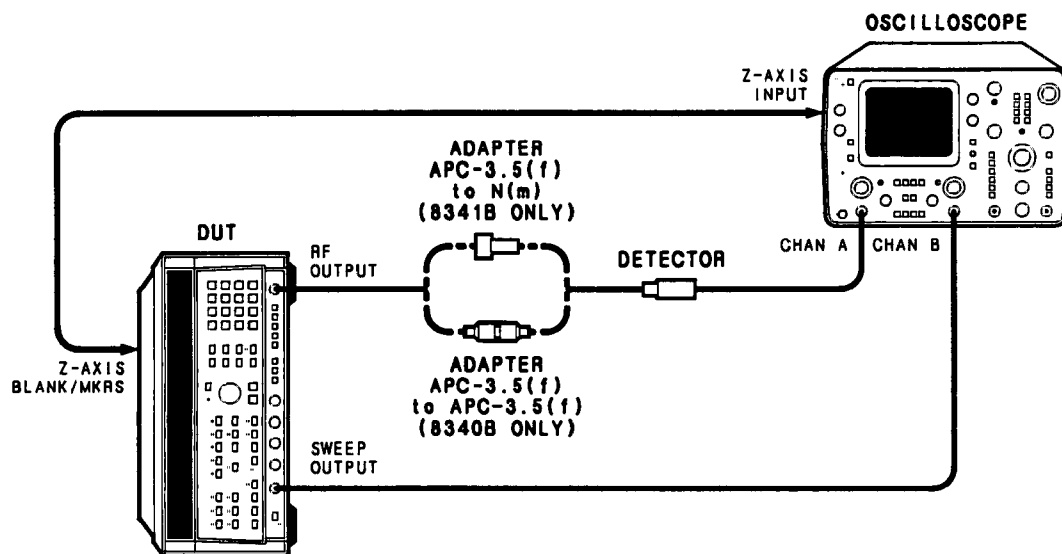 OSCILLOSCOPE
Z-AXIS
INPUT
ADAPTER
APC-3.5(f)
to N(m)
(8341B ONLY)
DUT
RF
OUTPUT
DETECTOR
CHAN A
CHAN B
Z-AXIS
BLANK/MKRS
ADAPTER
APC-3.5(f)
to APC-3.5(f)
(8340B ONLY)
SWEEP
OUTPUT